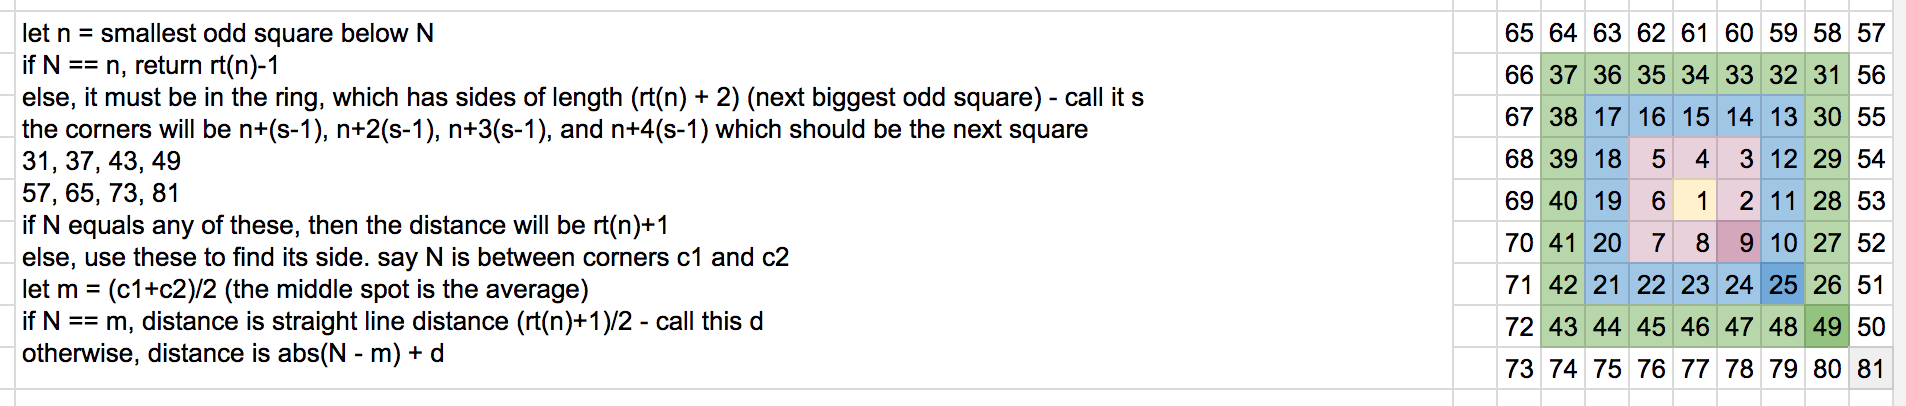 let n = smallest odd square below N
if N == n, return rt(n)-1
else, it must be in the ring, which has sides of length (rt(n) + 2) (next biggest odd square) - call it s
the corners will be n+(s-1), n+2(s-1), n+3(s-1), and n+4(s-1) which should be the next square
31, 37, 43, 49
57, 65, 73, 81
if N equals any of these, then the distance will be rt(n)+1
else, use these to find its side. say N is between corners c1 and c2
let m = (c1+c2)/2 (the middle spot is the average)
if N == m, distance is straight line distance (rt(n)+1)/2 - call this d
otherwise, distance is abs(N - m) + d
65 64 63 62 61 60 59 58 57
66 37 36 35 34 33 32 31 56
67 38 17 16 15 14 13 30 55
68 39 18 5 4 3 12 29 54
69 40 19 6 1 2 11 28 53
70 41 20 7 8 9 10 27 52
71 42 21 22 23 24 25 26 51
72 43 44 45 46 47 48 49 50
73 74 75 76 77 78 79 80 81